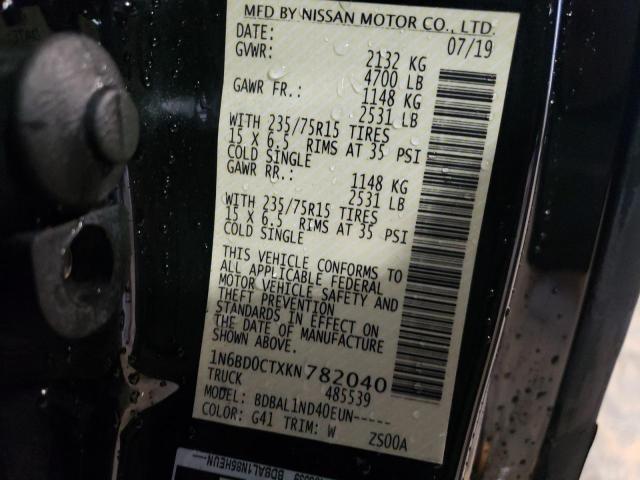 MFD BY NISSAN MOTOR CO., LTD.
DATE: 07/19
GVWR: 2132 KG
4700 LB
GAWR FR.: 1148 KG
2531 LB
WITH 235/75R15 TIRES
15 X 6.5 RIMS AT 35 PSI
COLD SINGLE
GAWR RR.: 1148 KG
2531 LB
WITH 235/75R15 TIRES
15 X 6.5 RIMS AT 35 PSI
COLD SINGLE
THIS VEHICLE CONFORMS TO
ALL APPLICABLE FEDERAL
MOTOR VEHICLE SAFETY AND
THEFT PREVENTION
STANDARDS IN EFFECT ON
THE DATE OF MANUFACTURE
SHOWN ABOVE.
1N6BD0CTXKN782040
TRUCK 485539
MODEL: BDBAL1ND40EUN-----
COLOR: G41 TRIM: W ZS00A